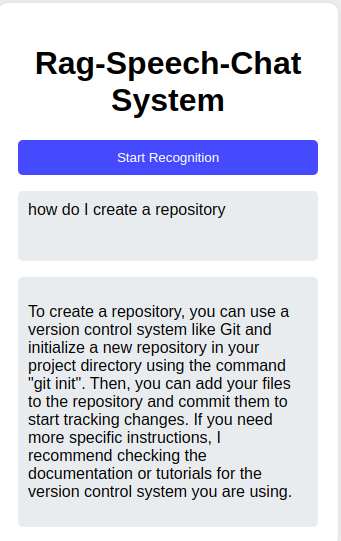 Rag-Speech-Chat
System
Start Recognition
how do I create a repository
To create a repository, you can use a
version control system like Git and
initialize a new repository in your
project directory using the command
"git init". Then, you can add your files
to the repository and commit them to
start tracking changes. If you need
more specific instructions, I
recommend checking the
documentation or tutorials for the
version control system you are using.